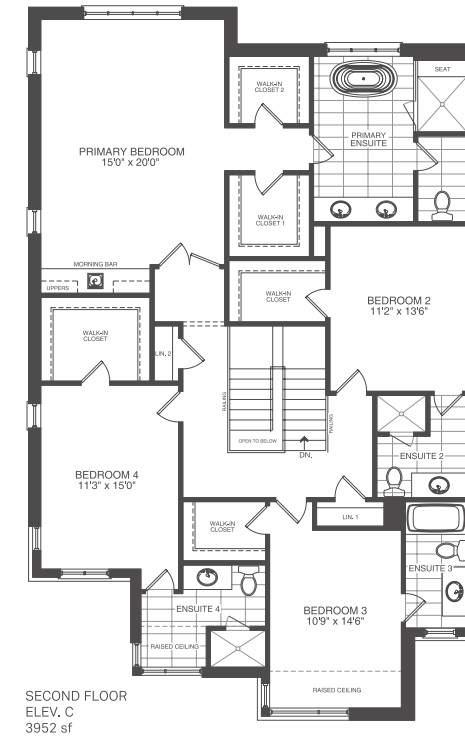 SEAT
WALK-IN
CLOSET 2
PRIMARY
ENSUITE
PRIMARY BEDROOM
15'0" x 20'0"
WALK-IN
CLOSET 1
MORNING BAR
UPPERS
WALK-IN
CLOSET
BEDROOM 2
11'2" x 13'6"
WALK-IN
CLOSET
LIN. 2
RAILING
RAILING
OPEN TO BELOW
DN.
ENSUITE 2
BEDROOM 4
11'3" x 15'0"
WALK-IN
CLOSET
LIN. 1
ENSUITE 3
ENSUITE 4
BEDROOM 3
10'9" x 14'6"
RAISED CEILING
RAISED CEILING
SECOND FLOOR
ELEV. C
3952 sf